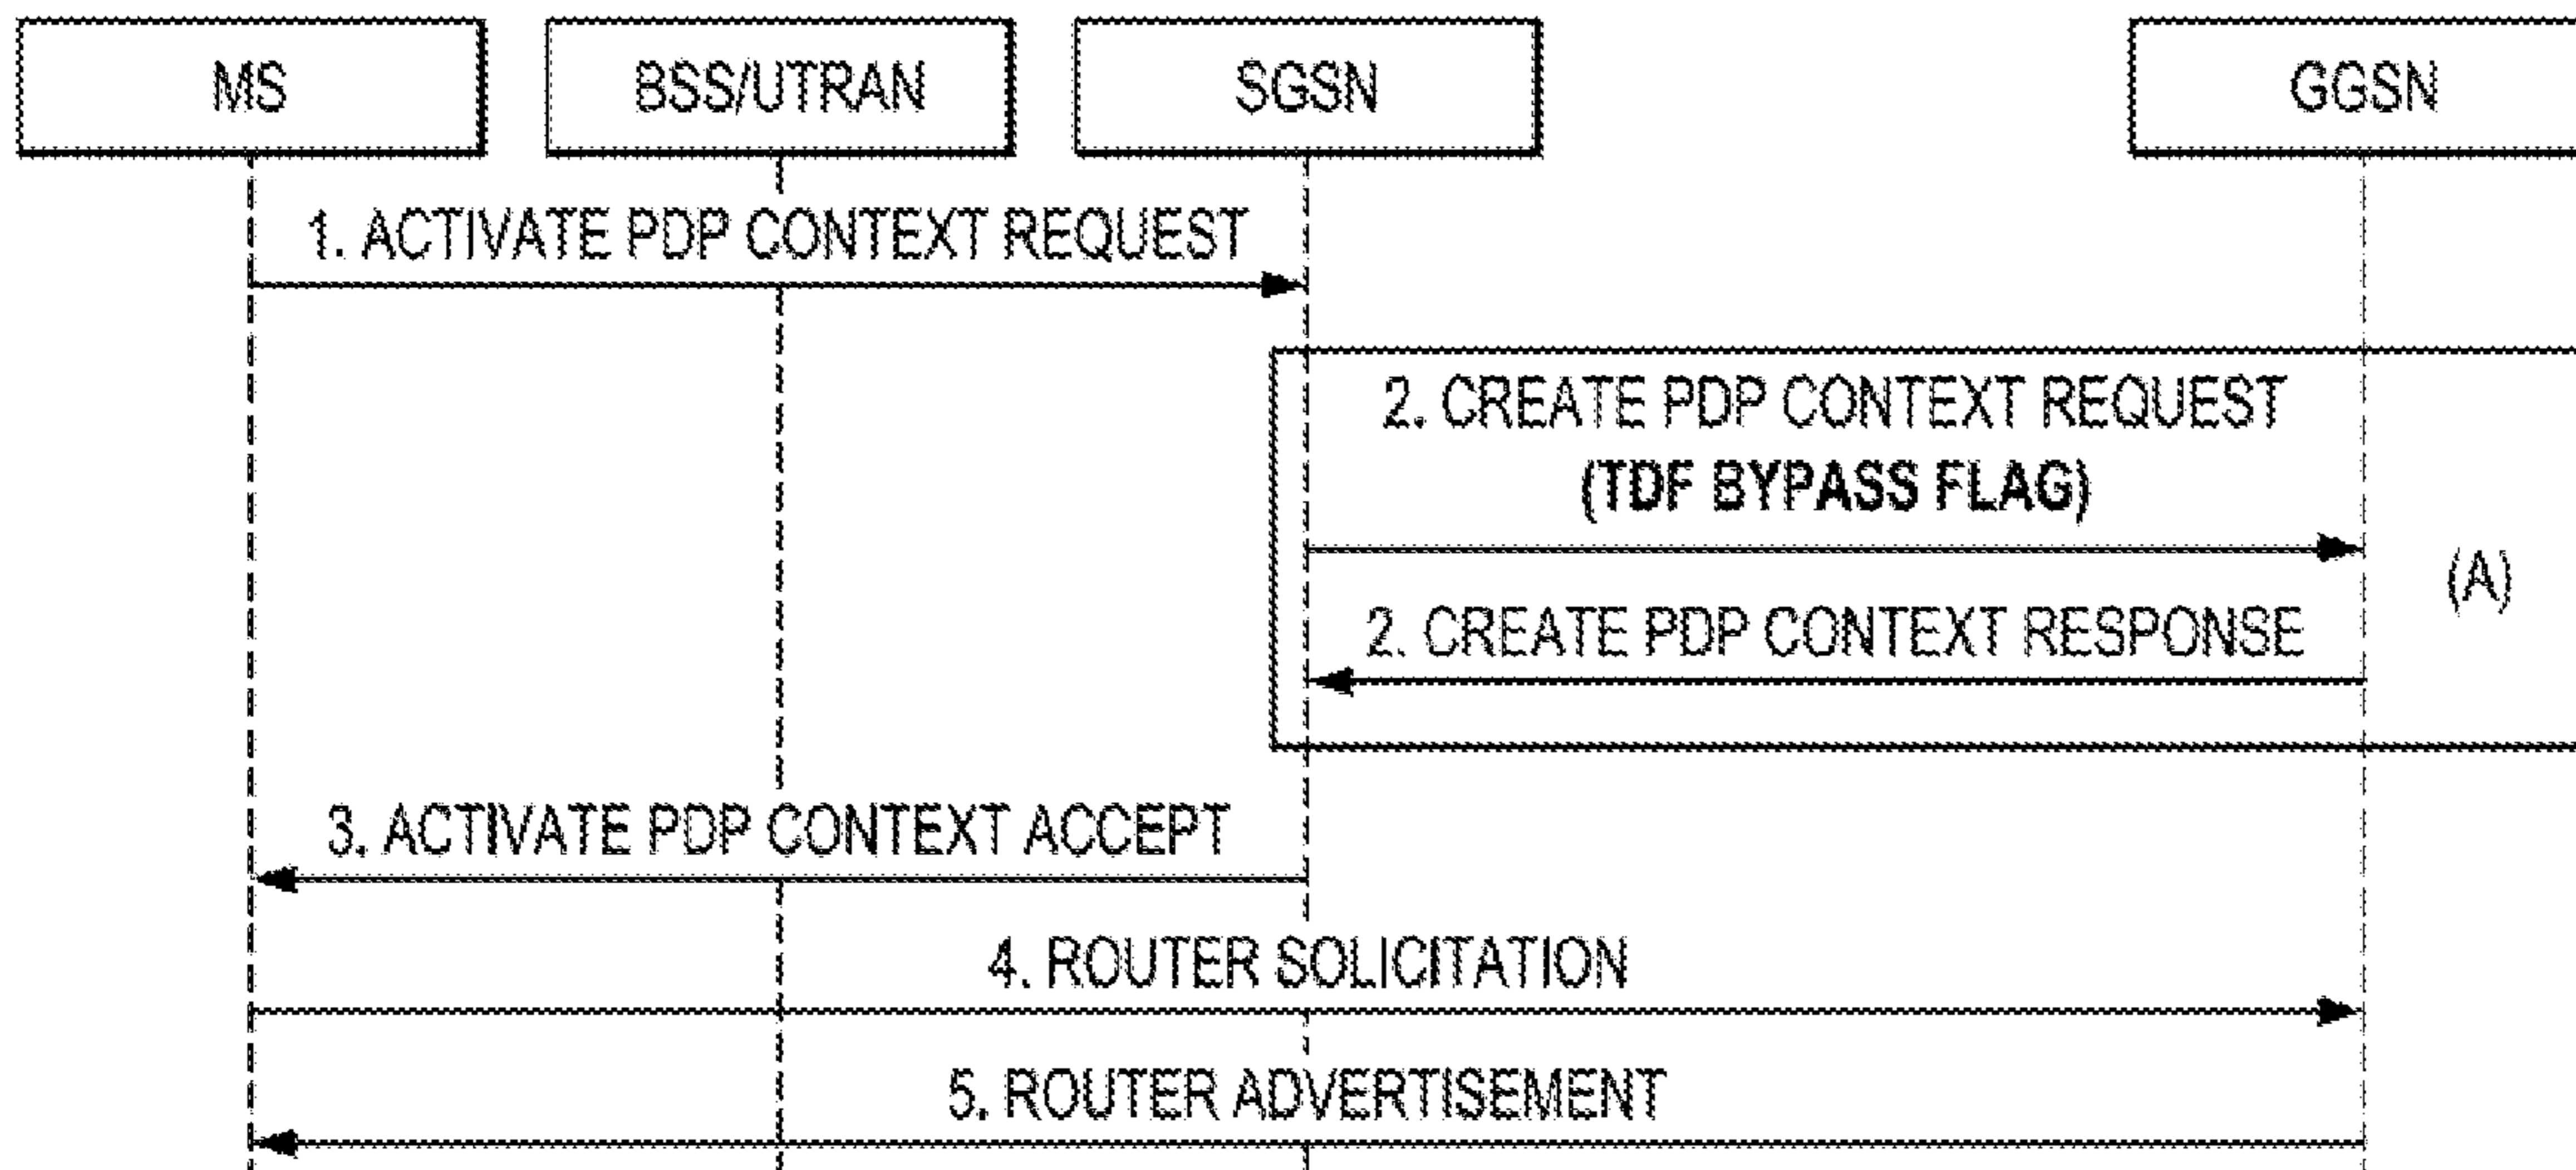 MS
BSS/UTRAN
SGSN
GGSN
1. ACTIVATE PDP CONTEXT REQUEST
2. CREATE PDP CONTEXT REQUEST
(TDF BYPASS FLAG)
(A)
2. CREATE PDP CONTEXT RESPONSE
3. ACTIVATE PDP CONTEXT ACCEPT
4. ROUTER SOLICITATION
5. ROUTER ADVERTISEMENT